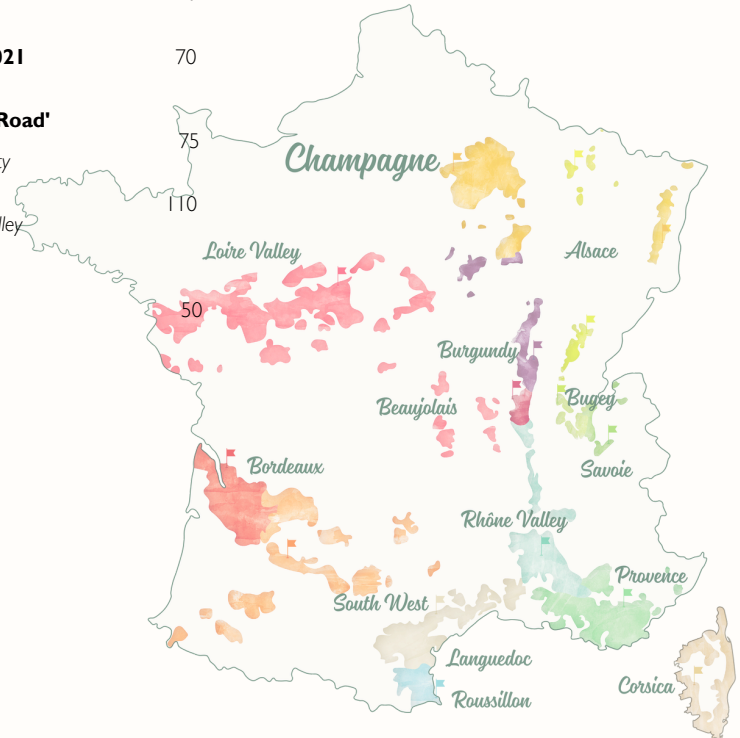 021
70
Road'
75
ty
Champagne
110
lley
Loire Valley
Alsace
50
Burgundy
Bugey
Beaujolais
Bordeaux
Savoie
Rhône Valley
Provence
South West
Languedoc
Corsica
Roussillon